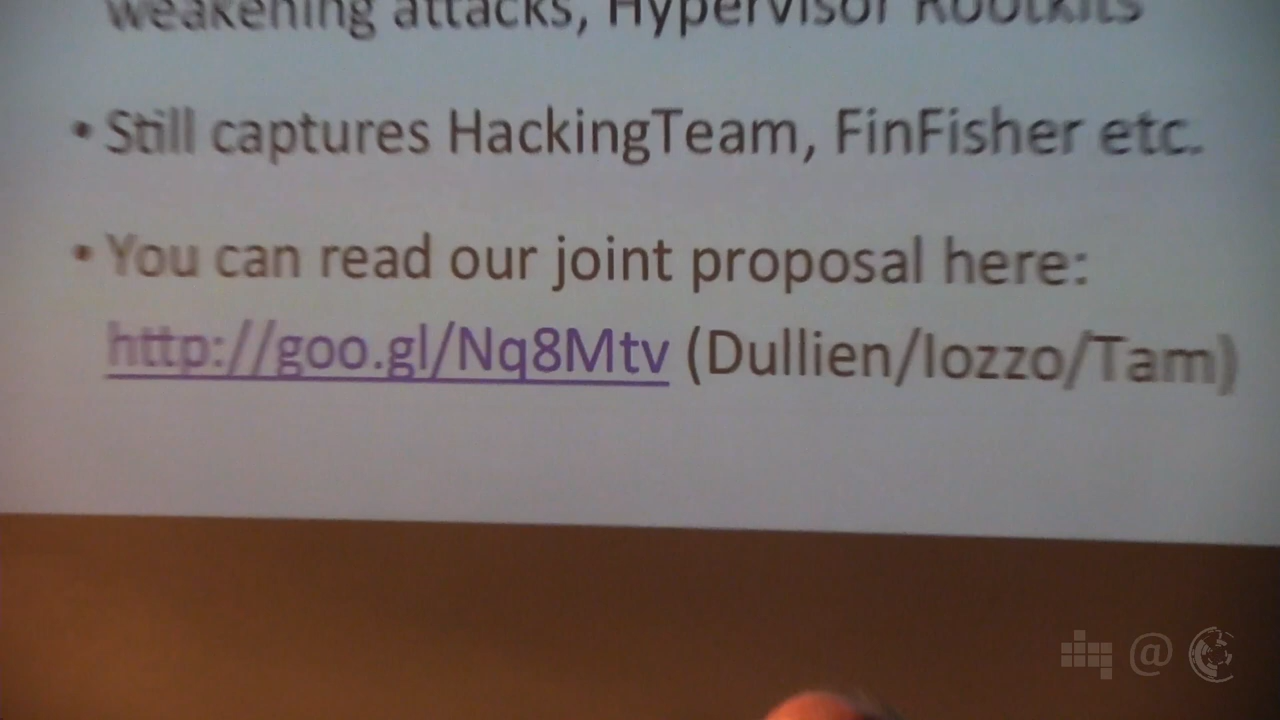 weakening attacks, Hypervisor Rootkits
• Still captures HackingTeam, FinFisher etc.
• You can read our joint proposal here:
http://goo.gl/Nq8Mtv (Dullien/Iozzo/Tam)
@